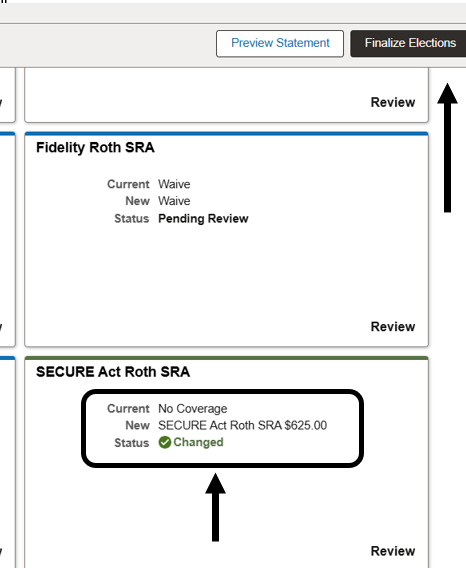 Preview Statement
Finalize Elections
Review
Fidelity Roth SRA
Current Waive
New Waive
Status Pending Review
Review
SECURE Act Roth SRA
Current No Coverage
New SECURE Act Roth SRA $625.00
Status Changed
Review